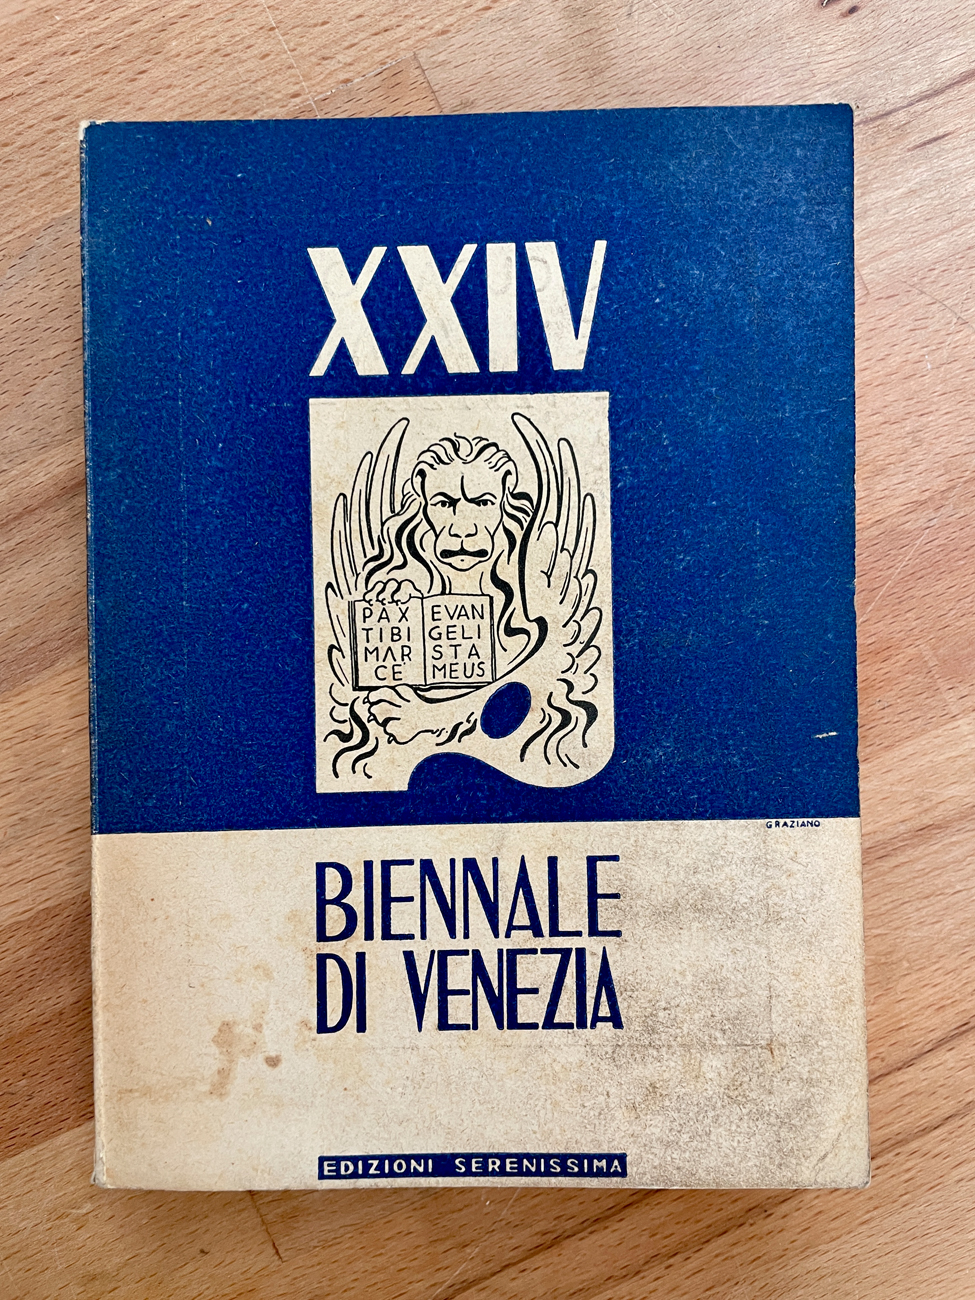 XXIV
PAX
TIBI
MAR
CE
EVAN
GELI
STA
MEUS
GRAZIANO
BIENNALE
DI VENEZIA
EDIZIONI SERENISSIMA